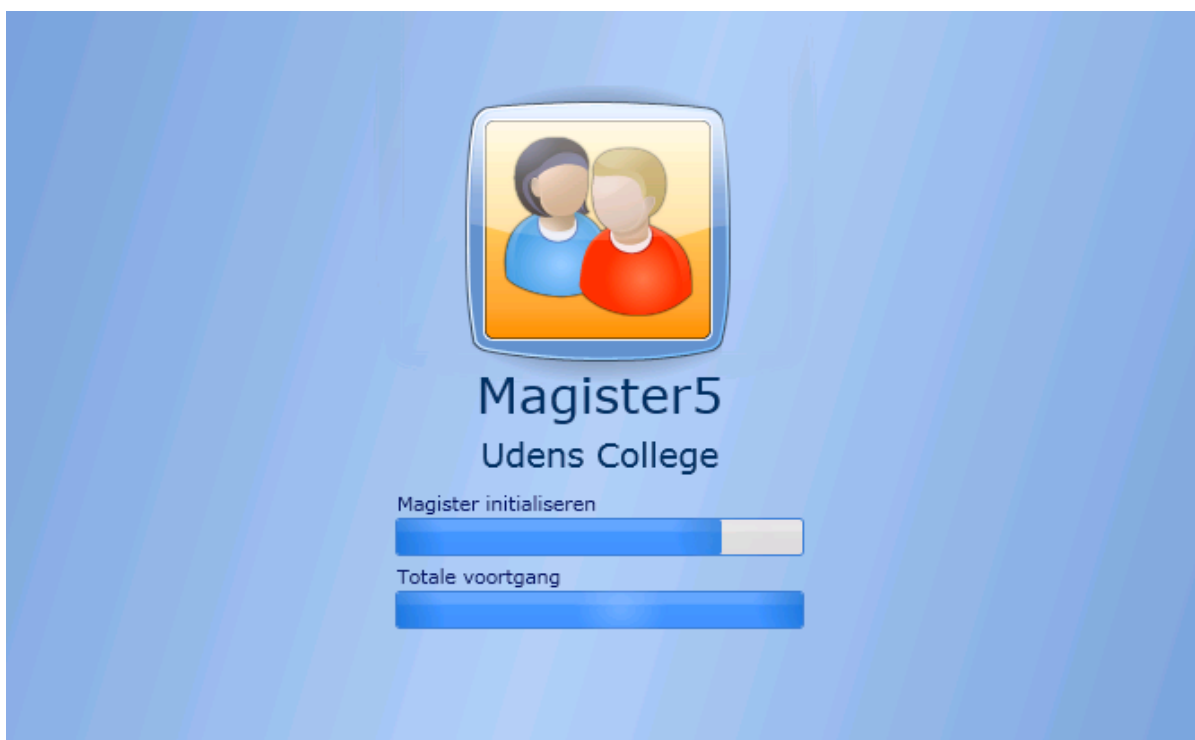 Magister5
Udens College
Magister initialiseren
Totale voortgang